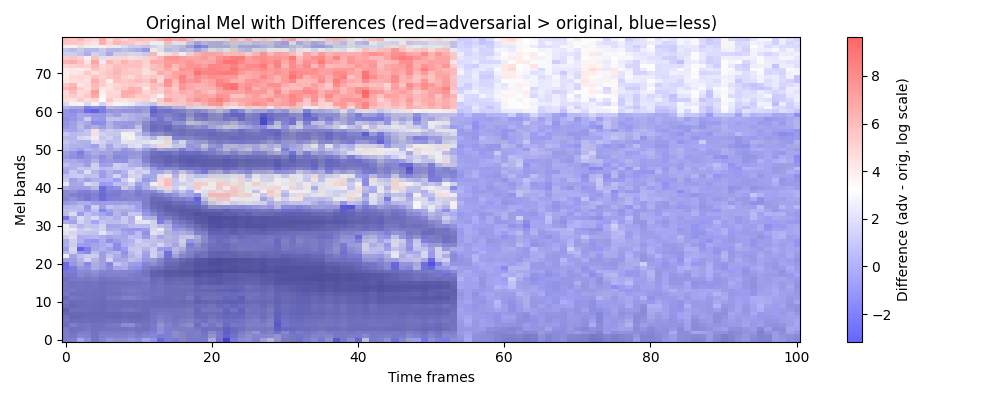 Original Mel with Differences (red=adversarial > original, blue=less)
Mel bands
70
60
50
40
30
20
10
0
0 20 40 60 80 100
Time frames
8
6
4
2
0
−2
Difference (adv - orig, log scale)